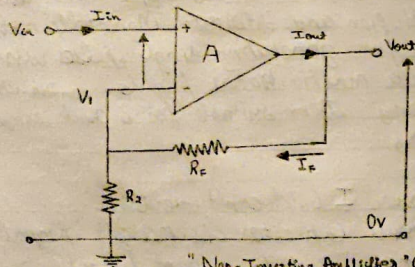 Vin
Iin
+
A
-
Iout
Vout
V1
RF
IF
R2
0V
"Non-Inverting Amplifier"